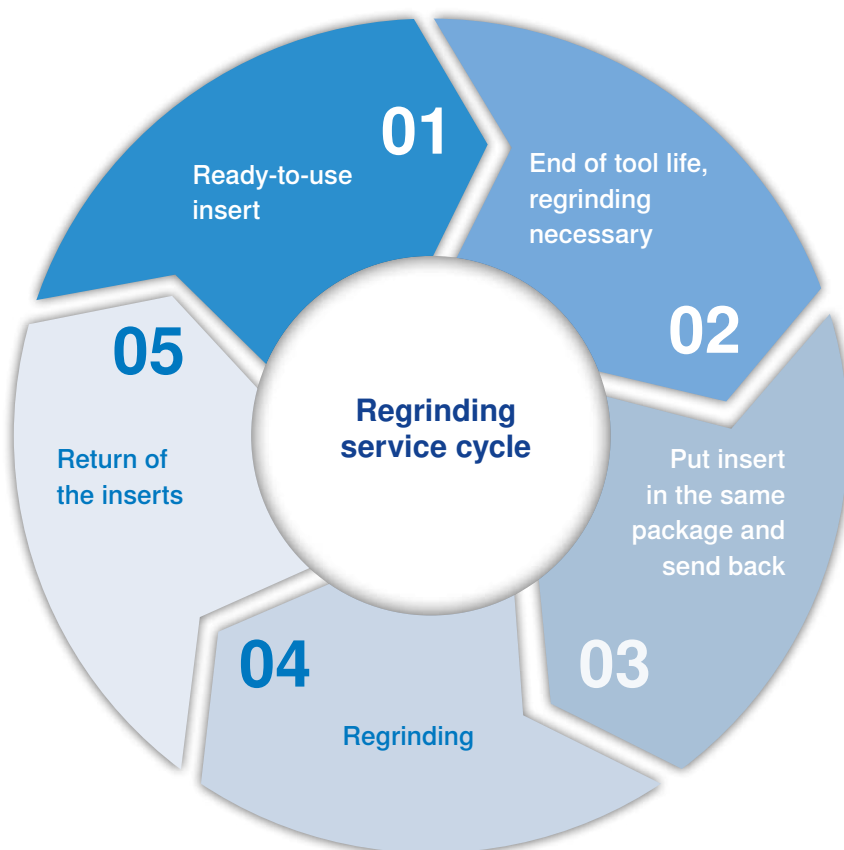 Regrinding
service cycle
01
Ready-to-use
insert
End of tool life,
regrinding
necessary
02
Put insert
in the same
package and
send back
03
04
Regrinding
05
Return of
the inserts